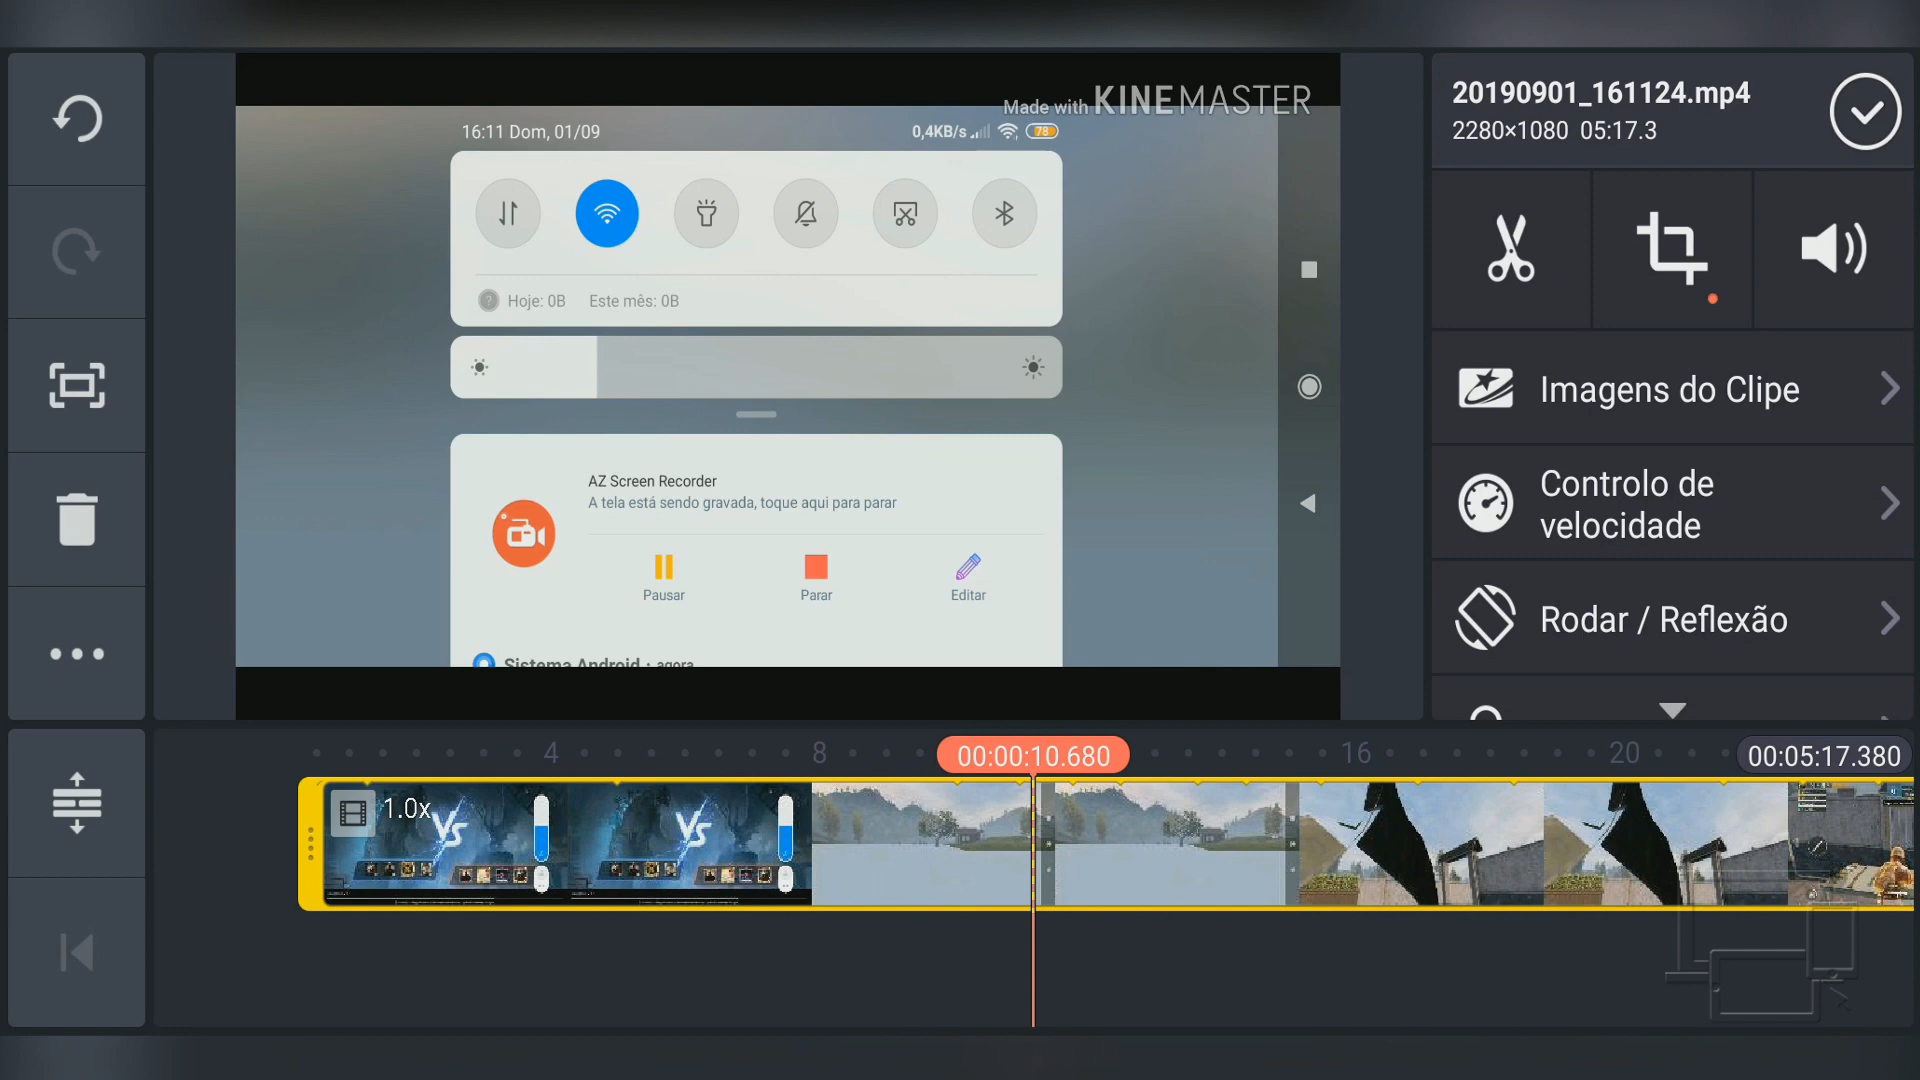 Made with KINEMASTER
16:11 Dom, 01/09
0,4KB/s
78
Hoje: 0B Este mês: 0B
AZ Screen Recorder
A tela está sendo gravada, toque aqui para parar
Pausar Parar Editar
Sistema Android · agora
20190901_161124.mp4
2280×1080 05:17.3
Imagens do Clipe
Controlo de
velocidade
Rodar / Reflexão
4 8 00:00:10.680 16 20 00:05:17.380
1.0x
VS VS